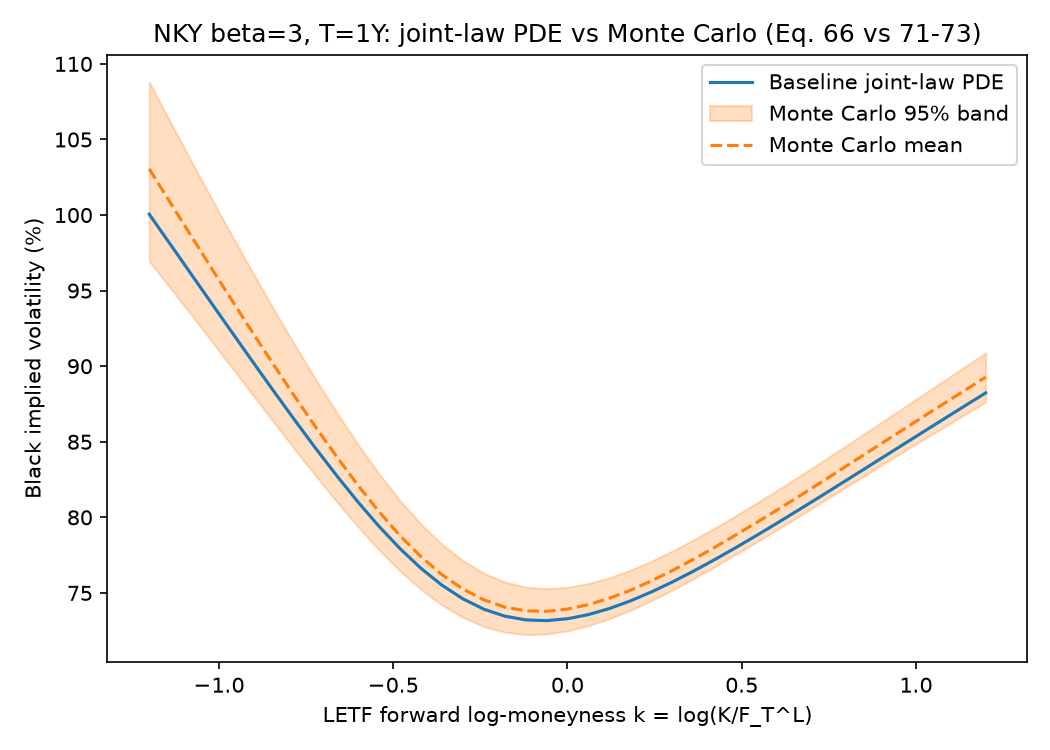 NKY beta=3, T=1Y: joint-law PDE vs Monte Carlo (Eq. 66 vs 71-73)
Baseline joint-law PDE
Monte Carlo 95% band
Monte Carlo mean
Black implied volatility (%)
110
105
100
95
90
85
80
75
−1.0
−0.5
0.0
0.5
1.0
LETF forward log-moneyness k = log(K/F_T^L)